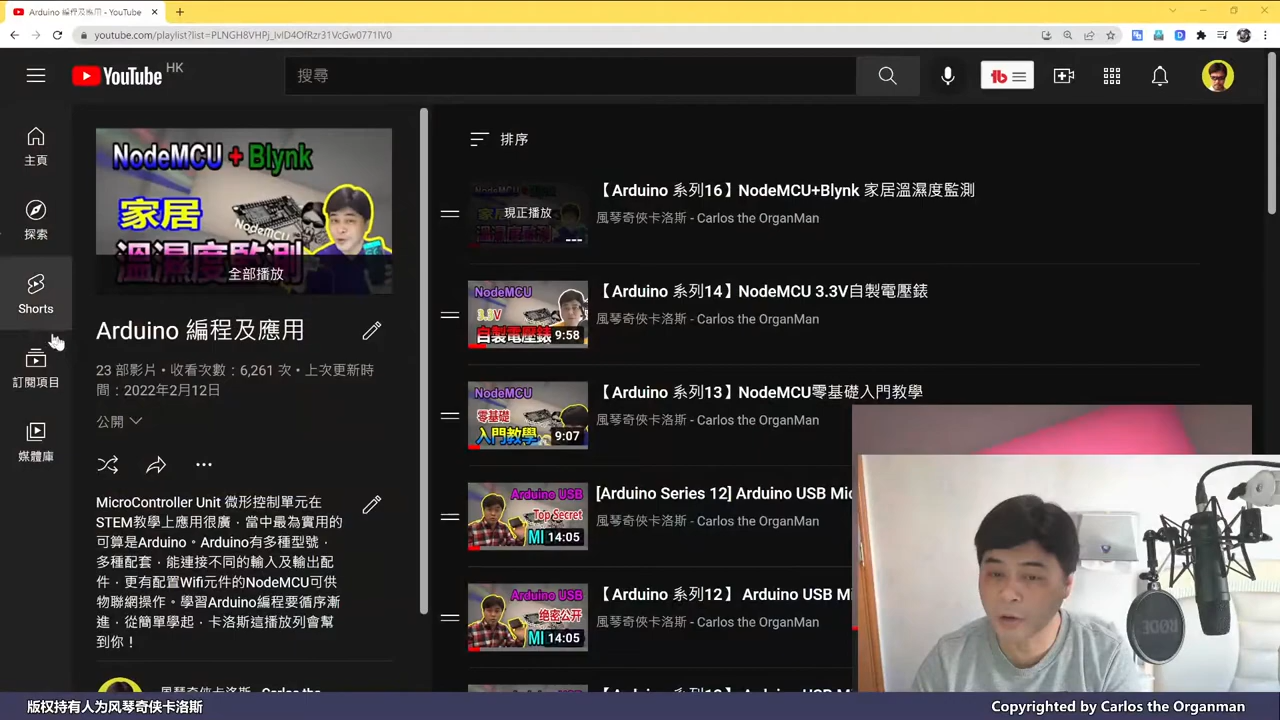 Arduino 編程及應用 - YouTube
youtube.com/playlist?list=PLNGH8VHPj_lvlD4OfRzr31VcGw0771lV0
YouTube HK
搜尋
主頁
探索
Shorts
訂閱項目
媒體庫
NodeMCU + Blynk
家居
NodeMCU
溫濕度監測
全部播放
Arduino 編程及應用
23 部影片 • 收看次數：6,261 次 • 上次更新時
間：2022年2月12日
公開
MicroController Unit 微形控制單元在
STEM教學上應用很廣，當中最為實用的
可算是Arduino。Arduino有多種型號，
多種配套，能連接不同的輸入及輸出配
件，更有配置Wifi元件的NodeMCU可供
物聯網操作。學習Arduino編程要循序漸
進，從簡單學起，卡洛斯這播放列會幫
到你！
風琴奇俠卡洛斯 - Carlos the
排序
現正播放
【Arduino 系列16】NodeMCU+Blynk 家居溫濕度監測
風琴奇俠卡洛斯 - Carlos the OrganMan
NodeMCU
3.3V
自製電壓錶
9:58
【Arduino 系列14】NodeMCU 3.3V自製電壓錶
風琴奇俠卡洛斯 - Carlos the OrganMan
NodeMCU
零基礎
入門教學
9:07
【Arduino 系列13】NodeMCU零基礎入門教學
風琴奇俠卡洛斯 - Carlos the OrganMan
Arduino USB
Top Secret
MI
14:05
[Arduino Series 12] Arduino USB Mi
風琴奇俠卡洛斯 - Carlos the OrganMan
Arduino USB
绝密公开
MI
14:05
【Arduino 系列12】 Arduino USB M
風琴奇俠卡洛斯 - Carlos the OrganMan
RØDE
版权持有人为风琴奇侠卡洛斯
Copyrighted by Carlos the Organman